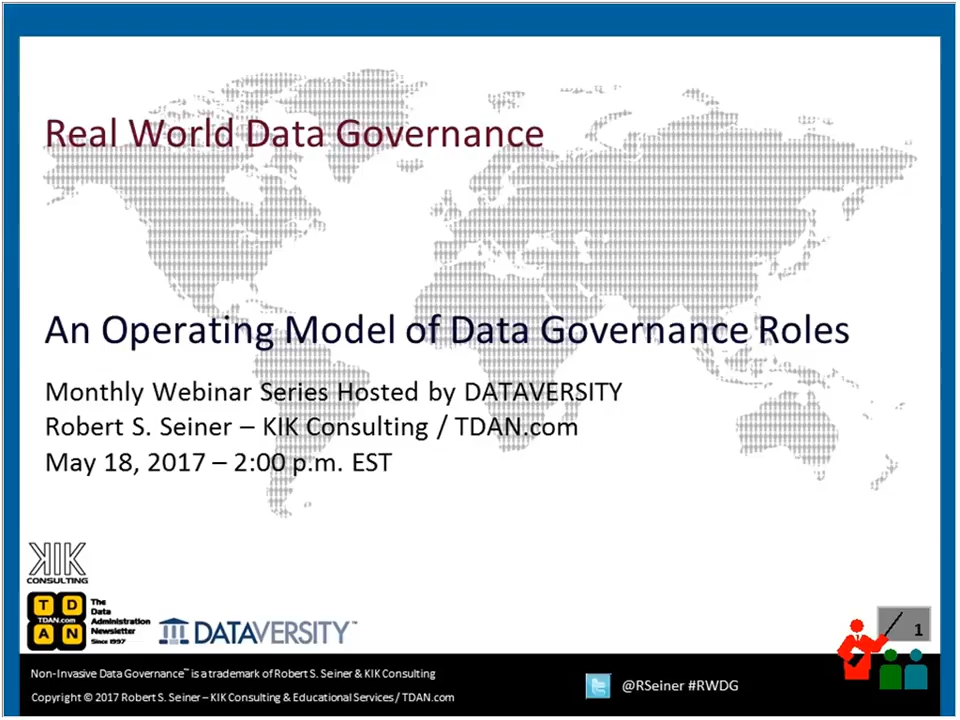 Real World Data Governance
An Operating Model of Data Governance Roles
Monthly Webinar Series Hosted by DATAVERSITY
Robert S. Seiner – KIK Consulting / TDAN.com
May 18, 2017 – 2:00 p.m. EST
KIK
CONSULTING
T D
TDAN.com
A N
The
Data
Administration
Newsletter
Since 1997
DATAVERSITY™
1
Non-Invasive Data Governance™ is a trademark of Robert S. Seiner & KIK Consulting
Copyright © 2017 Robert S. Seiner – KIK Consulting & Educational Services / TDAN.com
@RSeiner #RWDG